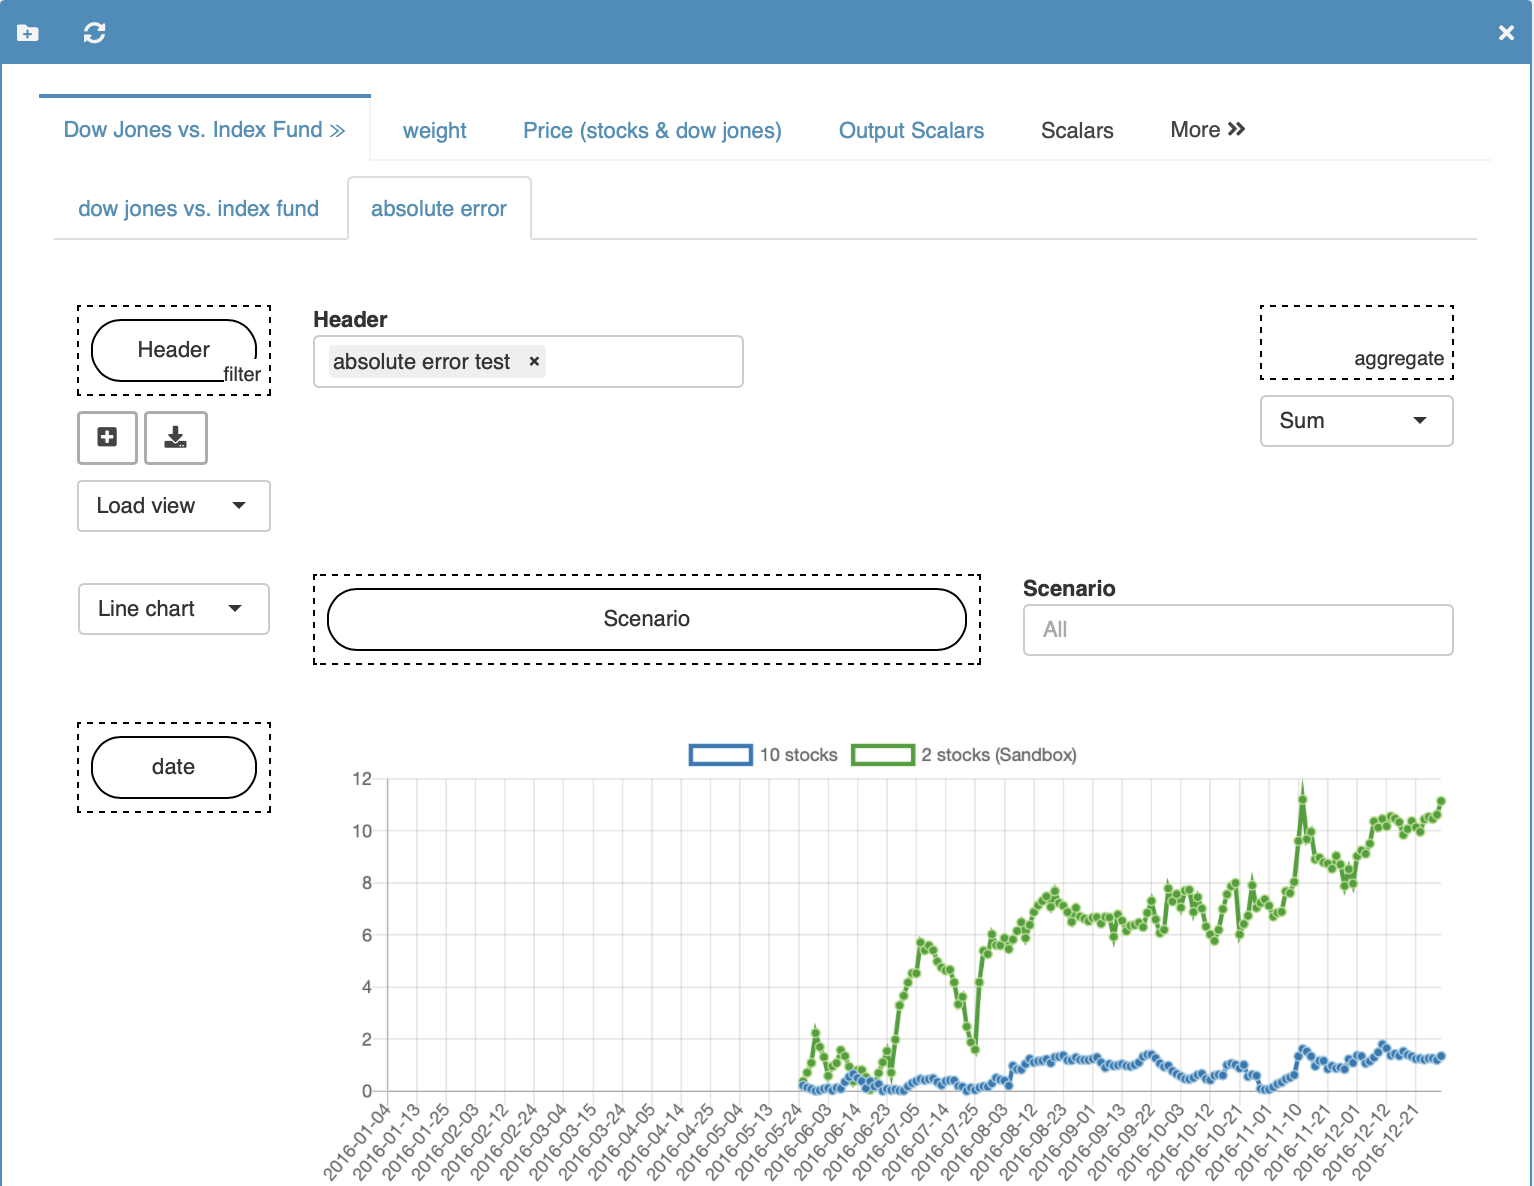 Dow Jones vs. Index Fund »
weight
Price (stocks & dow jones)
Output Scalars
Scalars
More »
dow jones vs. index fund
absolute error
Header
filter
Header
absolute error test ×
aggregate
Sum
Load view
Line chart
Scenario
Scenario
All
date
10 stocks
2 stocks (Sandbox)
12
10
8
6
4
2
0
2016-01-04
2016-01-13
2016-01-25
2016-02-03
2016-02-12
2016-02-24
2016-03-04
2016-03-15
2016-03-24
2016-04-05
2016-04-14
2016-04-25
2016-05-04
2016-05-13
2016-05-24
2016-06-03
2016-06-14
2016-06-23
2016-07-05
2016-07-14
2016-07-25
2016-08-03
2016-08-12
2016-08-23
2016-09-01
2016-09-13
2016-09-22
2016-10-03
2016-10-12
2016-10-21
2016-11-01
2016-11-10
2016-11-21
2016-12-01
2016-12-12
2016-12-21